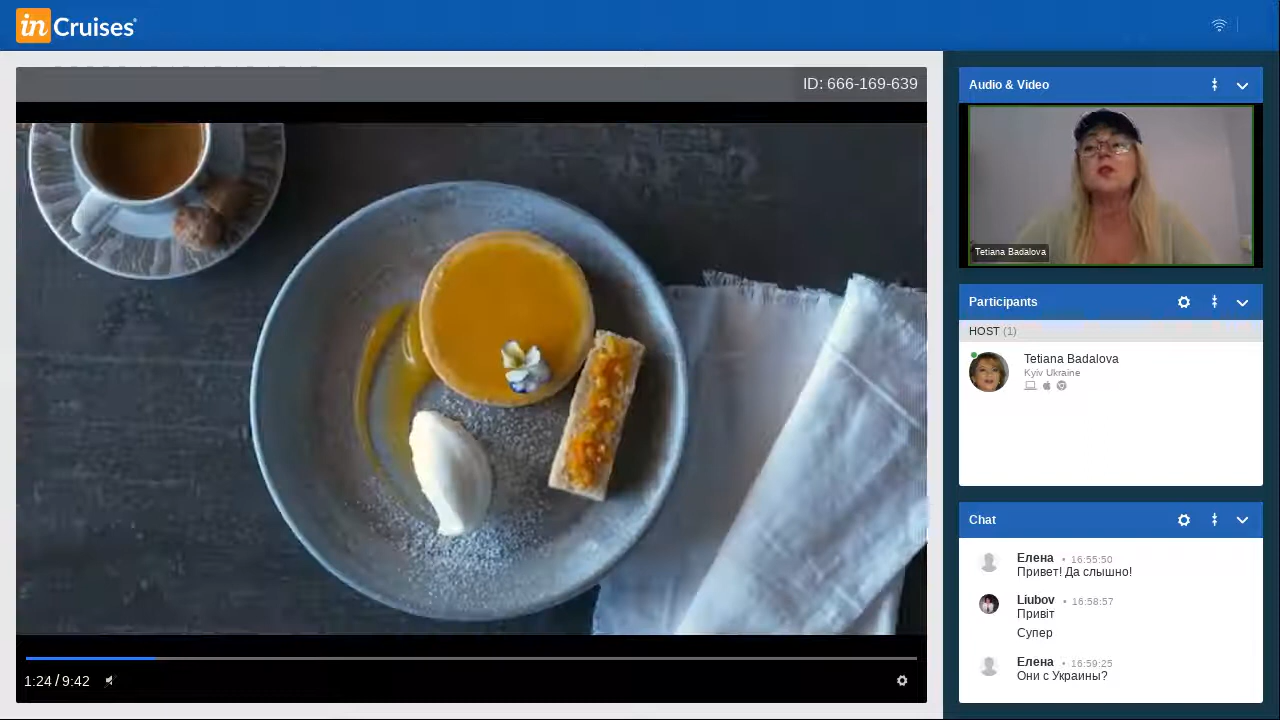 in Cruises®
ID: 666-169-639
1:24 / 9:42
Audio & Video
Tetiana Badalova
Participants
HOST (1)
Tetiana Badalova
Kyiv Ukraine
Chat
Елена • 16:55:50
Привет! Да слышно!
Liubov • 16:58:57
Привіт
Супер
Елена • 16:59:25
Они с Украины?